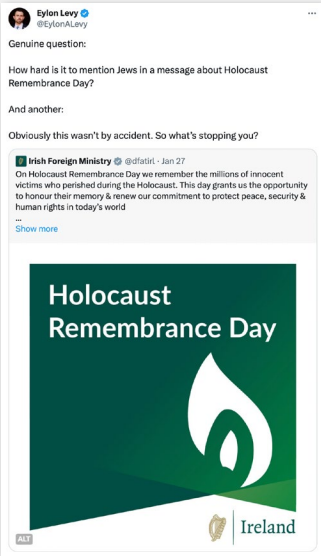 Eylon Levy
@EylonALevy
Genuine question:
How hard is it to mention Jews in a message about Holocaust
Remembrance Day?
And another:
Obviously this wasn't by accident. So what's stopping you?
Irish Foreign Ministry @dfatirl · Jan 27
On Holocaust Remembrance Day we remember the millions of innocent
victims who perished during the Holocaust. This day grants us the opportunity
to honour their memory & renew our commitment to protect peace, security &
human rights in today's world
...
Show more
Holocaust
Remembrance Day
Ireland
ALT